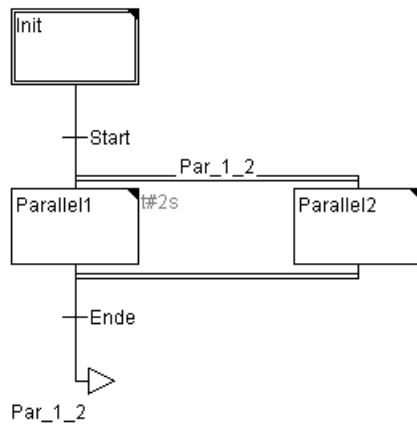 Init
Start
Par_1_2
Parallel1
t#2s
Parallel2
Ende
Par_1_2